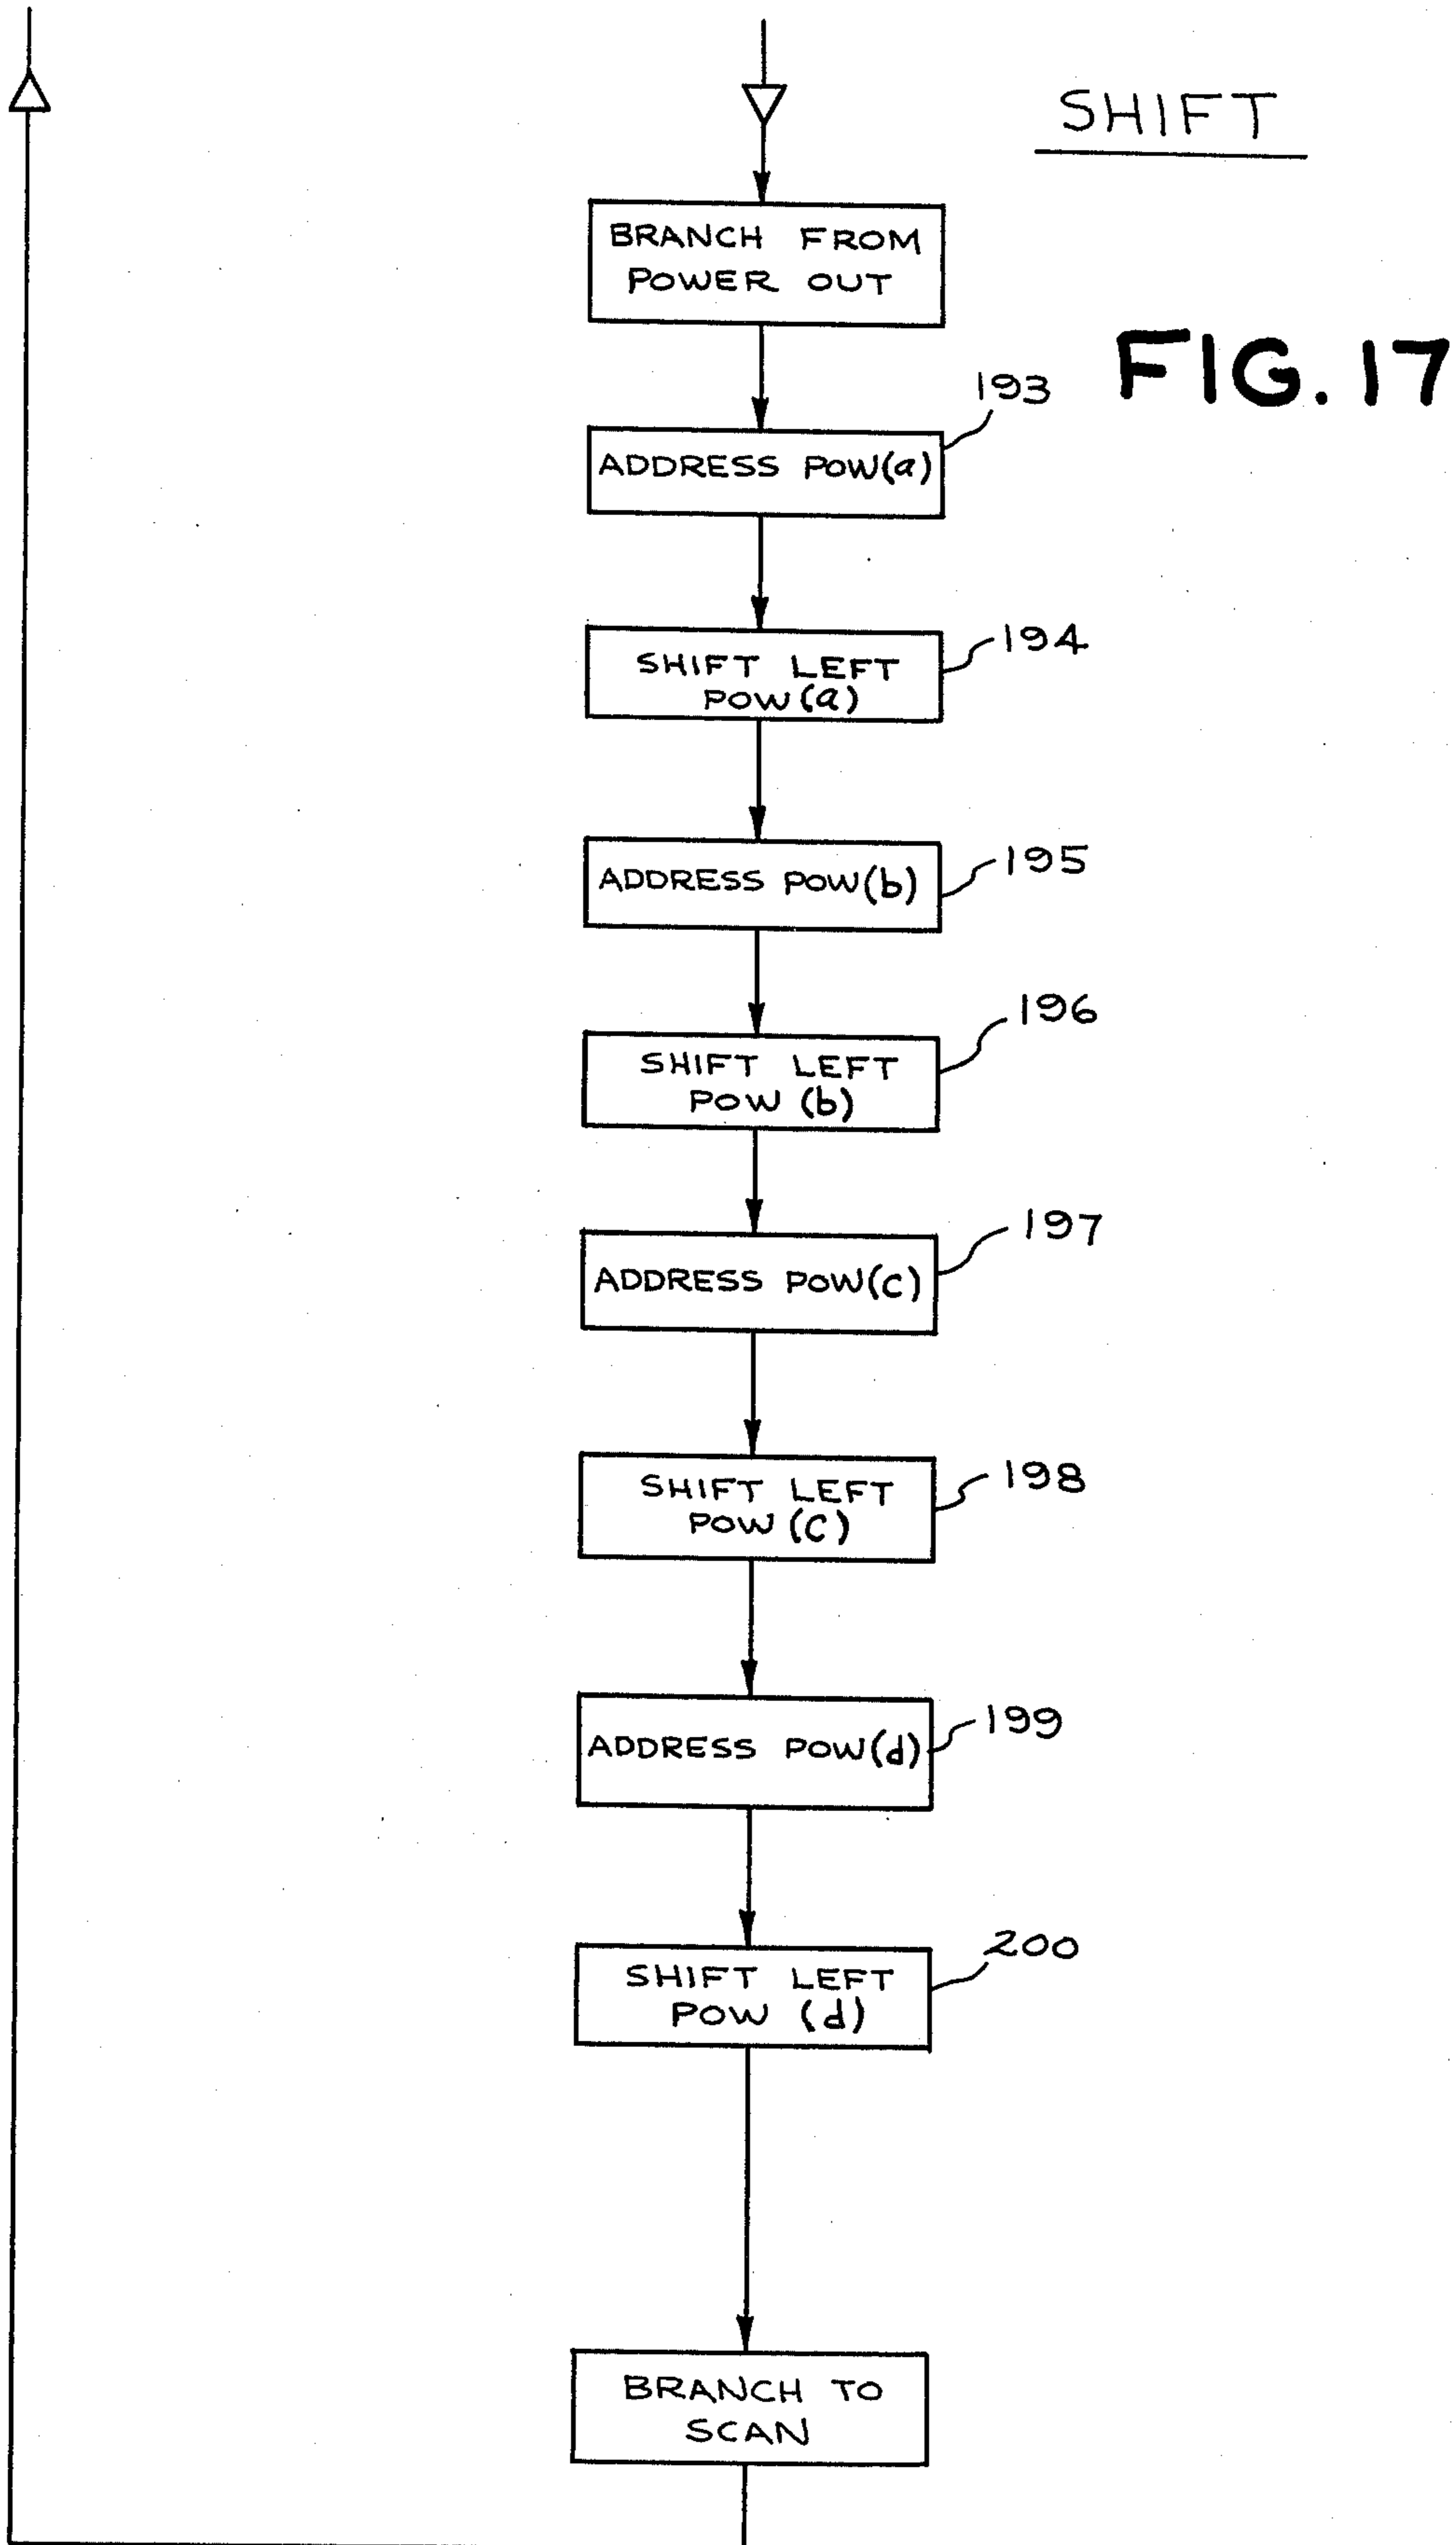 SHIFT
BRANCH FROM
POWER OUT
FIG. 17
193
ADDRESS POW(a)
194
SHIFT LEFT
POW(a)
195
ADDRESS POW(b)
196
SHIFT LEFT
POW (b)
197
ADDRESS POW(c)
198
SHIFT LEFT
POW (c)
199
ADDRESS POW(d)
200
SHIFT LEFT
POW (d)
BRANCH TO
SCAN